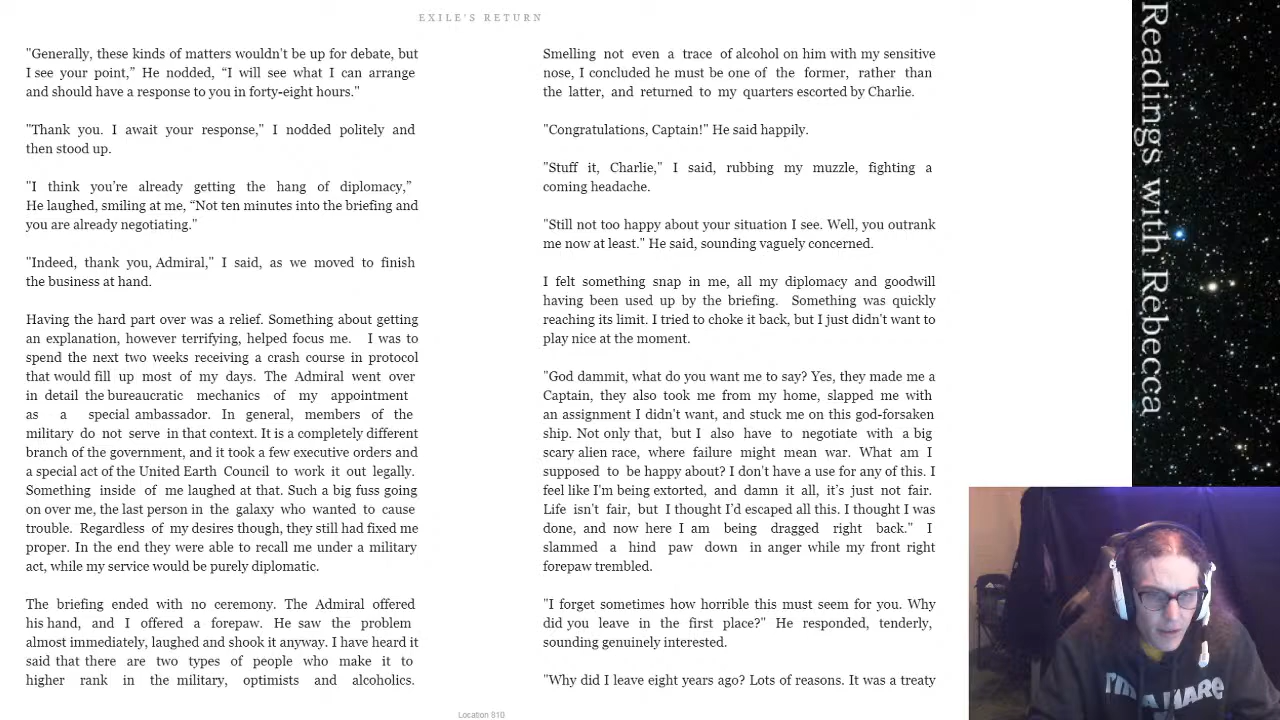 EXILE'S RETURN
"Generally, these kinds of matters wouldn't be up for debate, but
I see your point,” He nodded, “I will see what I can arrange
and should have a response to you in forty-eight hours."
"Thank you. I await your response," I nodded politely and
then stood up.
"I think you’re already getting the hang of diplomacy,”
He laughed, smiling at me, “Not ten minutes into the briefing and
you are already negotiating."
"Indeed, thank you, Admiral," I said, as we moved to finish
the business at hand.
Having the hard part over was a relief. Something about getting
an explanation, however terrifying, helped focus me. I was to
spend the next two weeks receiving a crash course in protocol
that would fill up most of my days. The Admiral went over
in detail the bureaucratic mechanics of my appointment
as a special ambassador. In general, members of the
military do not serve in that context. It is a completely different
branch of the government, and it took a few executive orders and
a special act of the United Earth Council to work it out legally.
Something inside of me laughed at that. Such a big fuss going
on over me, the last person in the galaxy who wanted to cause
trouble. Regardless of my desires though, they still had fixed me
proper. In the end they were able to recall me under a military
act, while my service would be purely diplomatic.
The briefing ended with no ceremony. The Admiral offered
his hand, and I offered a forepaw. He saw the problem
almost immediately, laughed and shook it anyway. I have heard it
said that there are two types of people who make it to
higher rank in the military, optimists and alcoholics.
Smelling not even a trace of alcohol on him with my sensitive
nose, I concluded he must be one of the former, rather than
the latter, and returned to my quarters escorted by Charlie.
"Congratulations, Captain!" He said happily.
"Stuff it, Charlie," I said, rubbing my muzzle, fighting a
coming headache.
"Still not too happy about your situation I see. Well, you outrank
me now at least." He said, sounding vaguely concerned.
I felt something snap in me, all my diplomacy and goodwill
having been used up by the briefing. Something was quickly
reaching its limit. I tried to choke it back, but I just didn't want to
play nice at the moment.
"God dammit, what do you want me to say? Yes, they made me a
Captain, they also took me from my home, slapped me with
an assignment I didn't want, and stuck me on this god-forsaken
ship. Not only that, but I also have to negotiate with a big
scary alien race, where failure might mean war. What am I
supposed to be happy about? I don't have a use for any of this. I
feel like I'm being extorted, and damn it all, it’s just not fair.
Life isn’t fair, but I thought I’d escaped all this. I thought I was
done, and now here I am being dragged right back." I
slammed a hind paw down in anger while my front right
forepaw trembled.
"I forget sometimes how horrible this must seem for you. Why
did you leave in the first place?" He responded, tenderly,
sounding genuinely interested.
"Why did I leave eight years ago? Lots of reasons. It was a treaty
Location 810
Readings with Rebecca
I'M A MARE